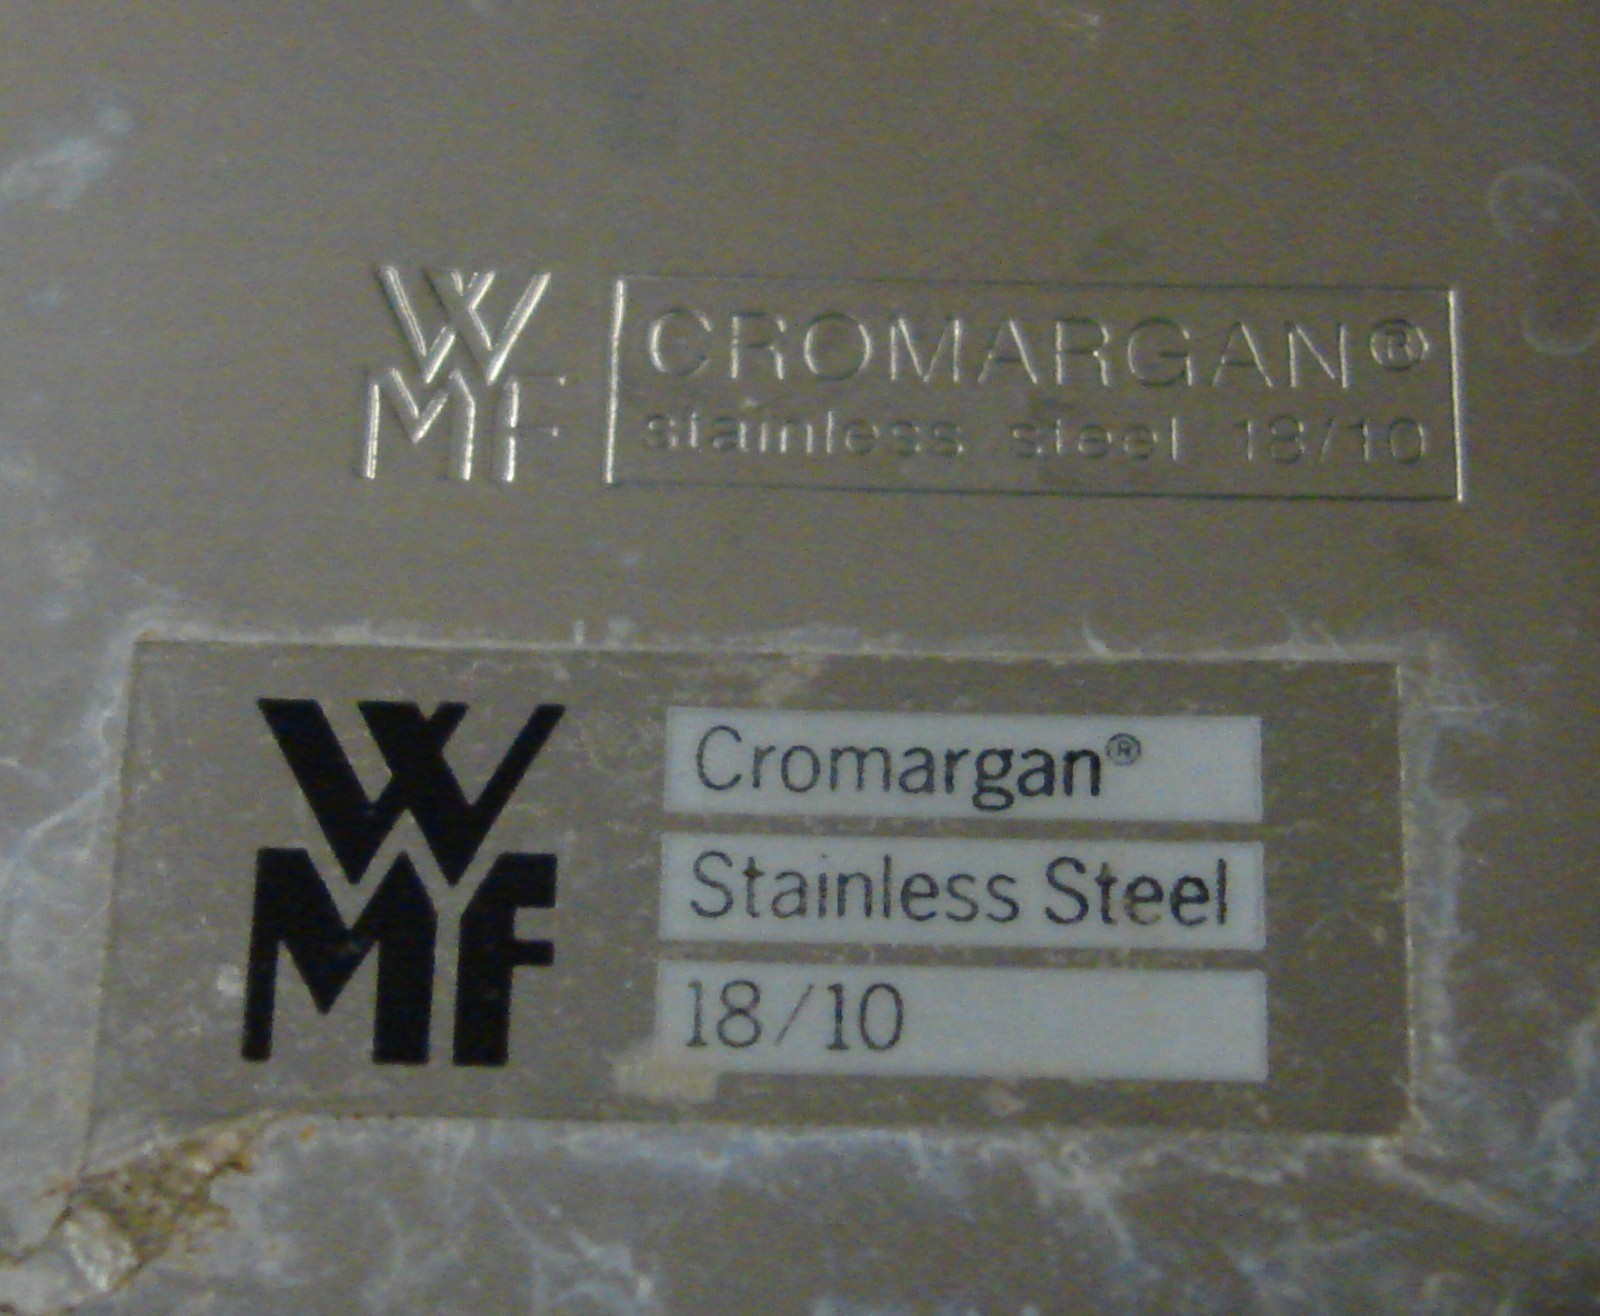 WMF
CROMARGAN®
stainless steel 18/10
WMF
Cromargan®
Stainless Steel
18/10